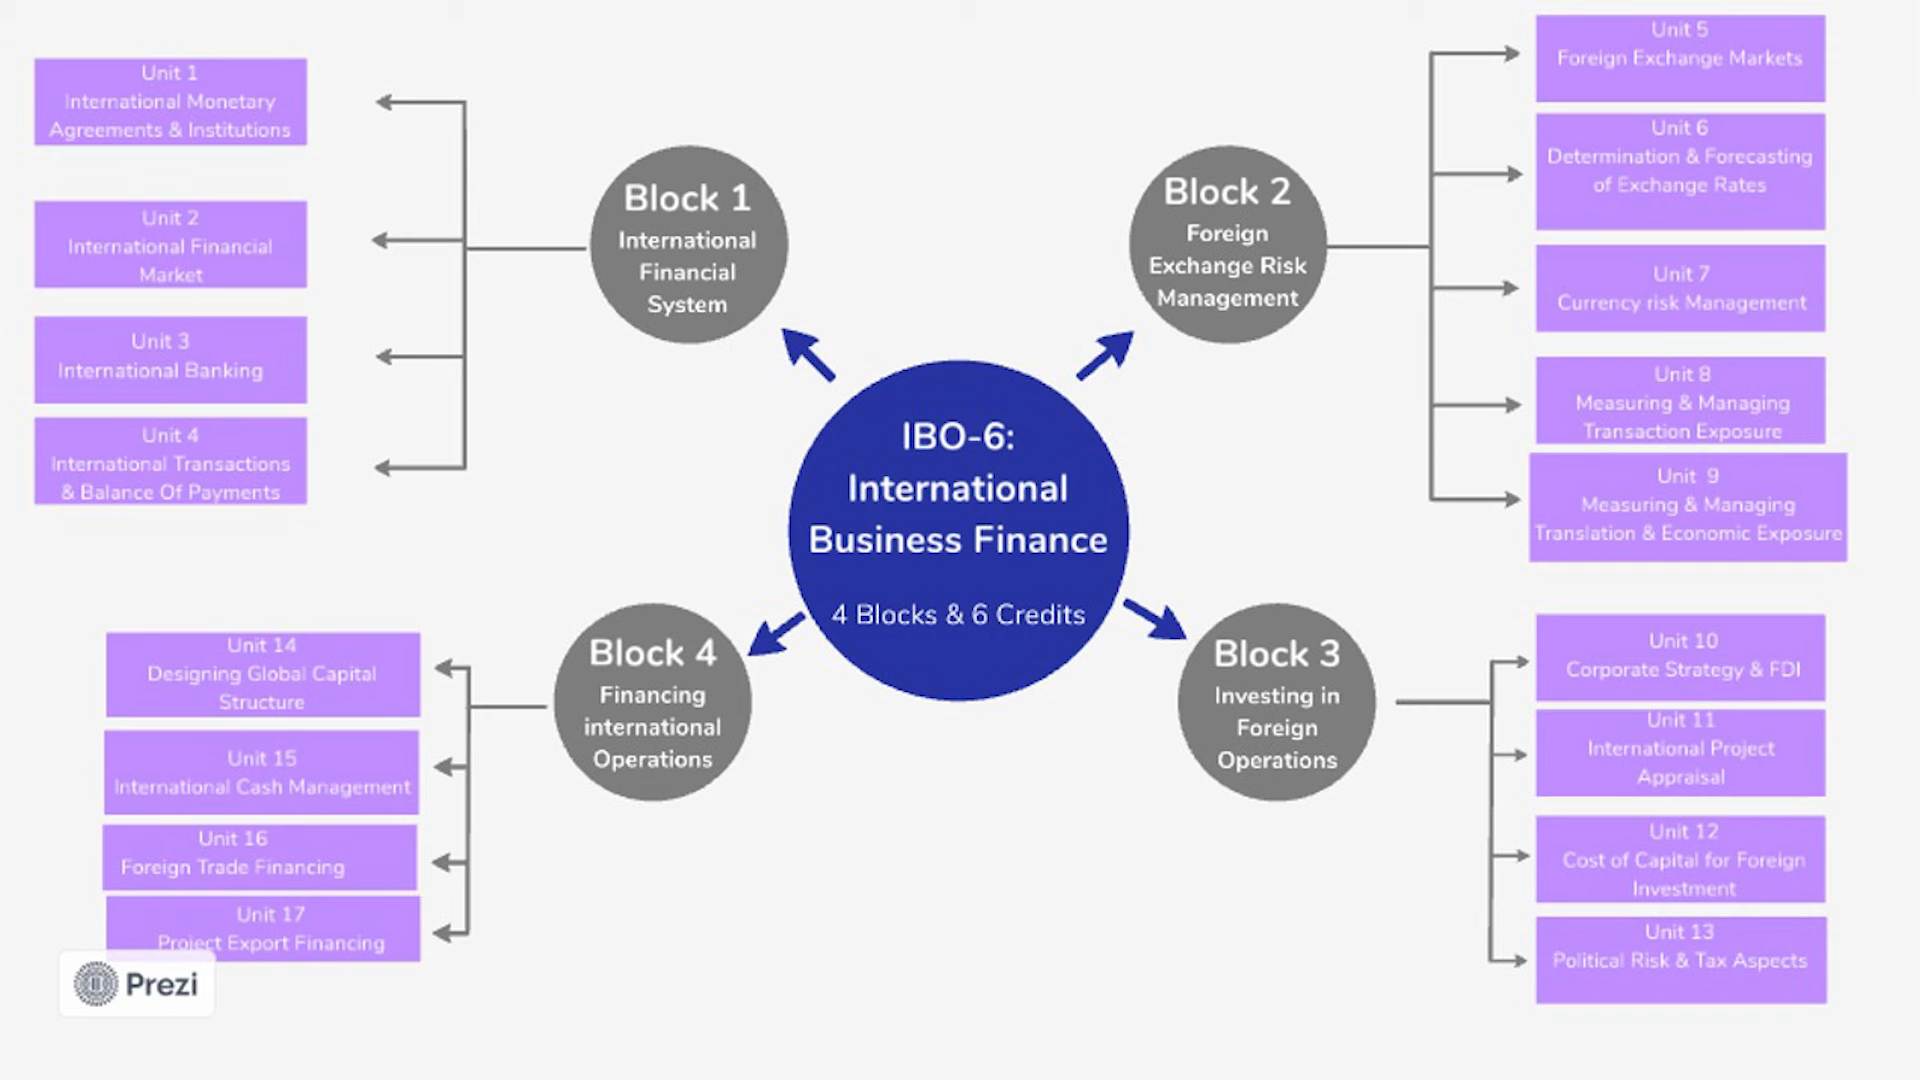 IBO-6:
International
Business Finance
4 Blocks & 6 Credits
Block 1
International
Financial
System
Unit 1
International Monetary
Agreements & Institutions
Unit 2
International Financial
Market
Unit 3
International Banking
Unit 4
International Transactions
& Balance Of Payments
Block 2
Foreign
Exchange Risk
Management
Unit 5
Foreign Exchange Markets
Unit 6
Determination & Forecasting
of Exchange Rates
Unit 7
Currency risk Management
Unit 8
Measuring & Managing
Transaction Exposure
Unit 9
Measuring & Managing
Translation & Economic Exposure
Block 3
Investing in
Foreign
Operations
Unit 10
Corporate Strategy & FDI
Unit 11
International Project
Appraisal
Unit 12
Cost of Capital for Foreign
Investment
Unit 13
Political Risk & Tax Aspects
Block 4
Financing
international
Operations
Unit 14
Designing Global Capital
Structure
Unit 15
International Cash Management
Unit 16
Foreign Trade Financing
Unit 17
Project Export Financing
Prezi